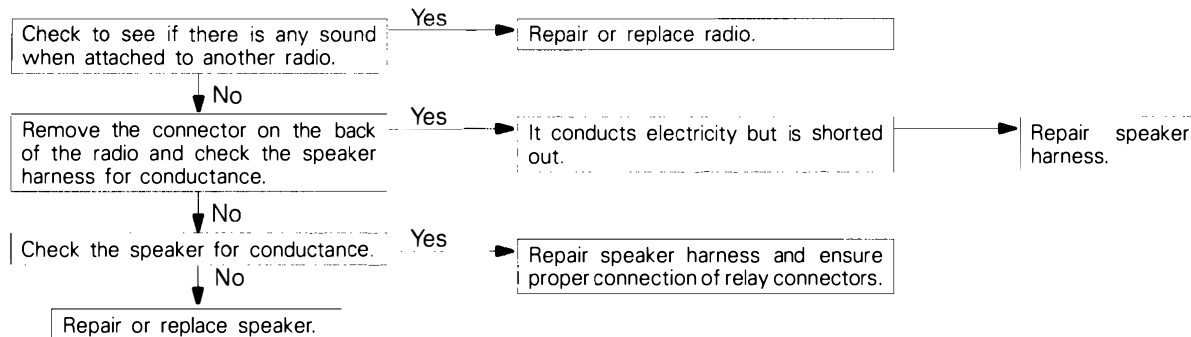 Check to see if there is any sound
when attached to another radio.
Yes
Repair or replace radio.
No
Remove the connector on the back
of the radio and check the speaker
harness for conductance.
Yes
It conducts electricity but is shorted
out.
Repair speaker
harness.
No
Check the speaker for conductance.
Yes
Repair speaker harness and ensure
proper connection of relay connectors.
No
Repair or replace speaker.